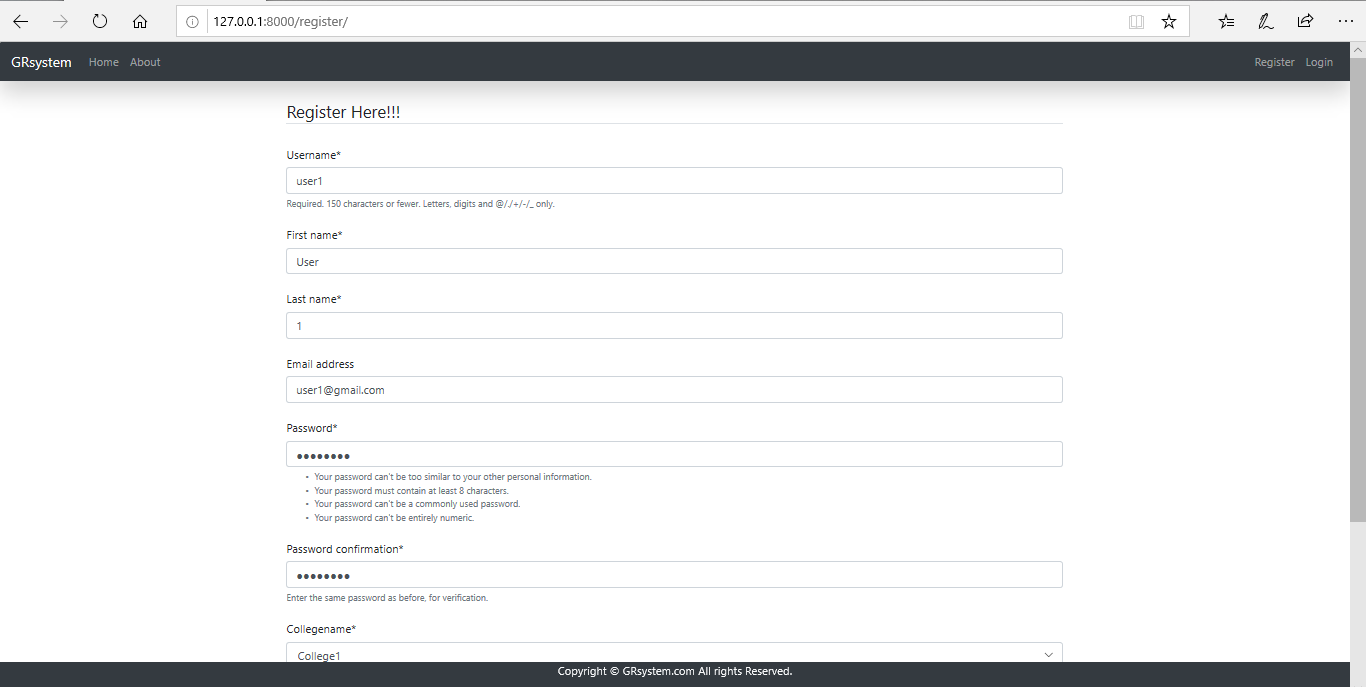 127.0.0.1:8000/register/
GRsystem Home About Register Login
Register Here!!!
Username*
user1
Required. 150 characters or fewer. Letters, digits and @/./+/-/_ only.
First name*
User
Last name*
1
Email address
user1@gmail.com
Password*
••••••••
• Your password can't be too similar to your other personal information.
• Your password must contain at least 8 characters.
• Your password can't be a commonly used password.
• Your password can't be entirely numeric.
Password confirmation*
••••••••
Enter the same password as before, for verification.
Collegename*
College1
Copyright © GRsystem.com All rights Reserved.